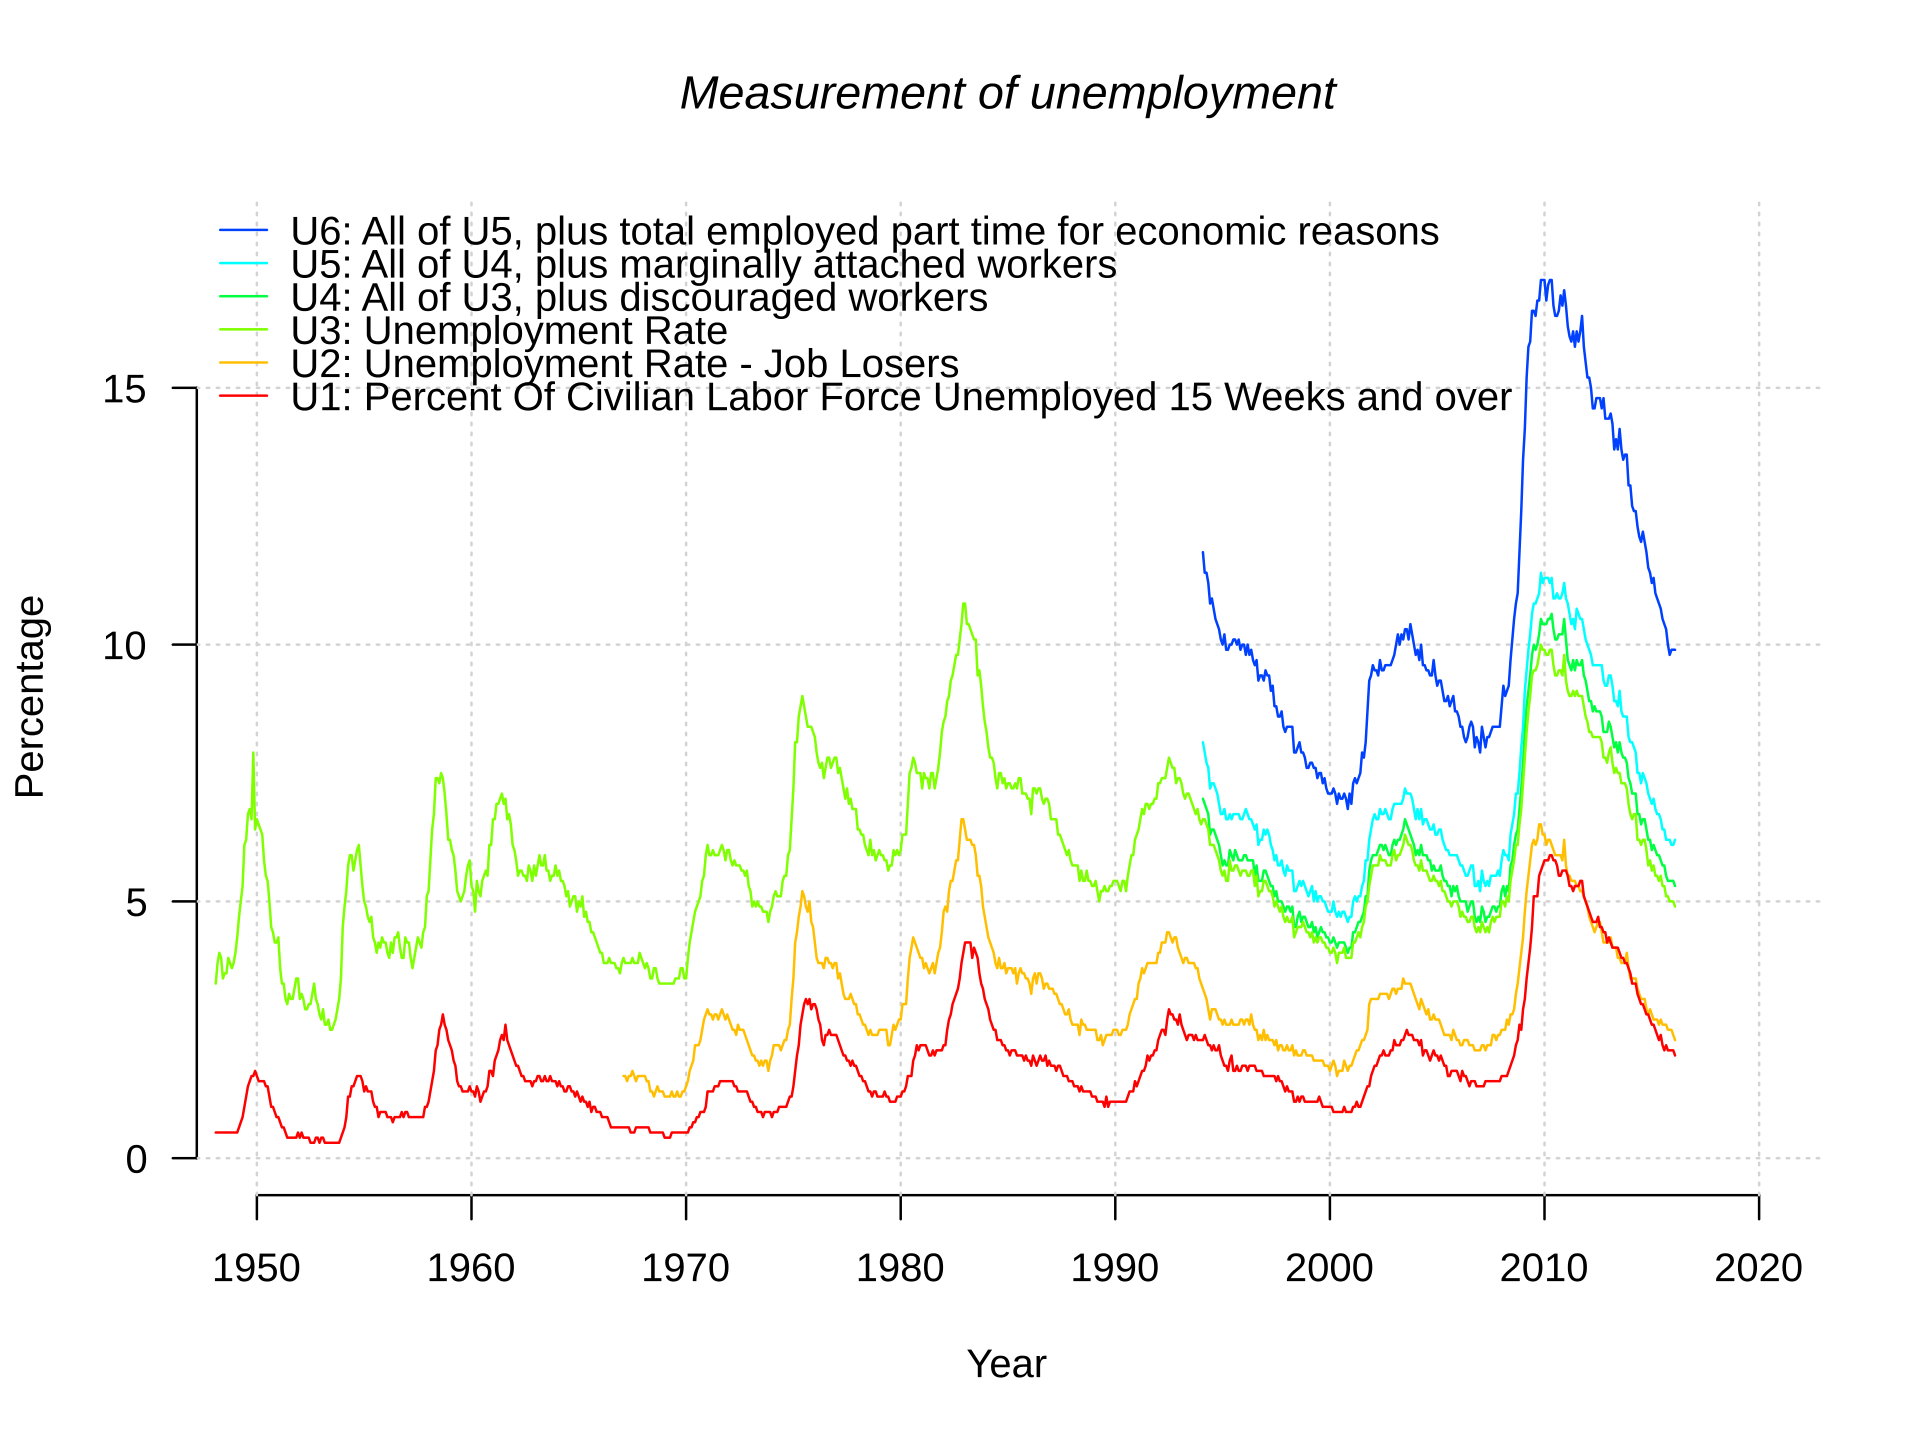 Measurement of unemployment
U6: All of U5, plus total employed part time for economic reasons
U5: All of U4, plus marginally attached workers
U4: All of U3, plus discouraged workers
U3: Unemployment Rate
U2: Unemployment Rate - Job Losers
U1: Percent Of Civilian Labor Force Unemployed 15 Weeks and over
15
10
5
0
Percentage
1950 1960 1970 1980 1990 2000 2010 2020
Year